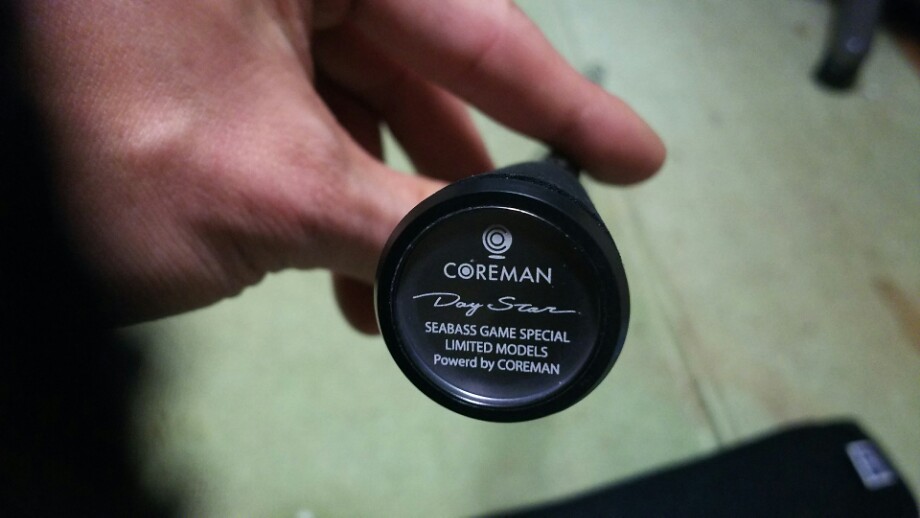 COREMAN
Day Star
SEABASS GAME SPECIAL
LIMITED MODELS
Powerd by COREMAN